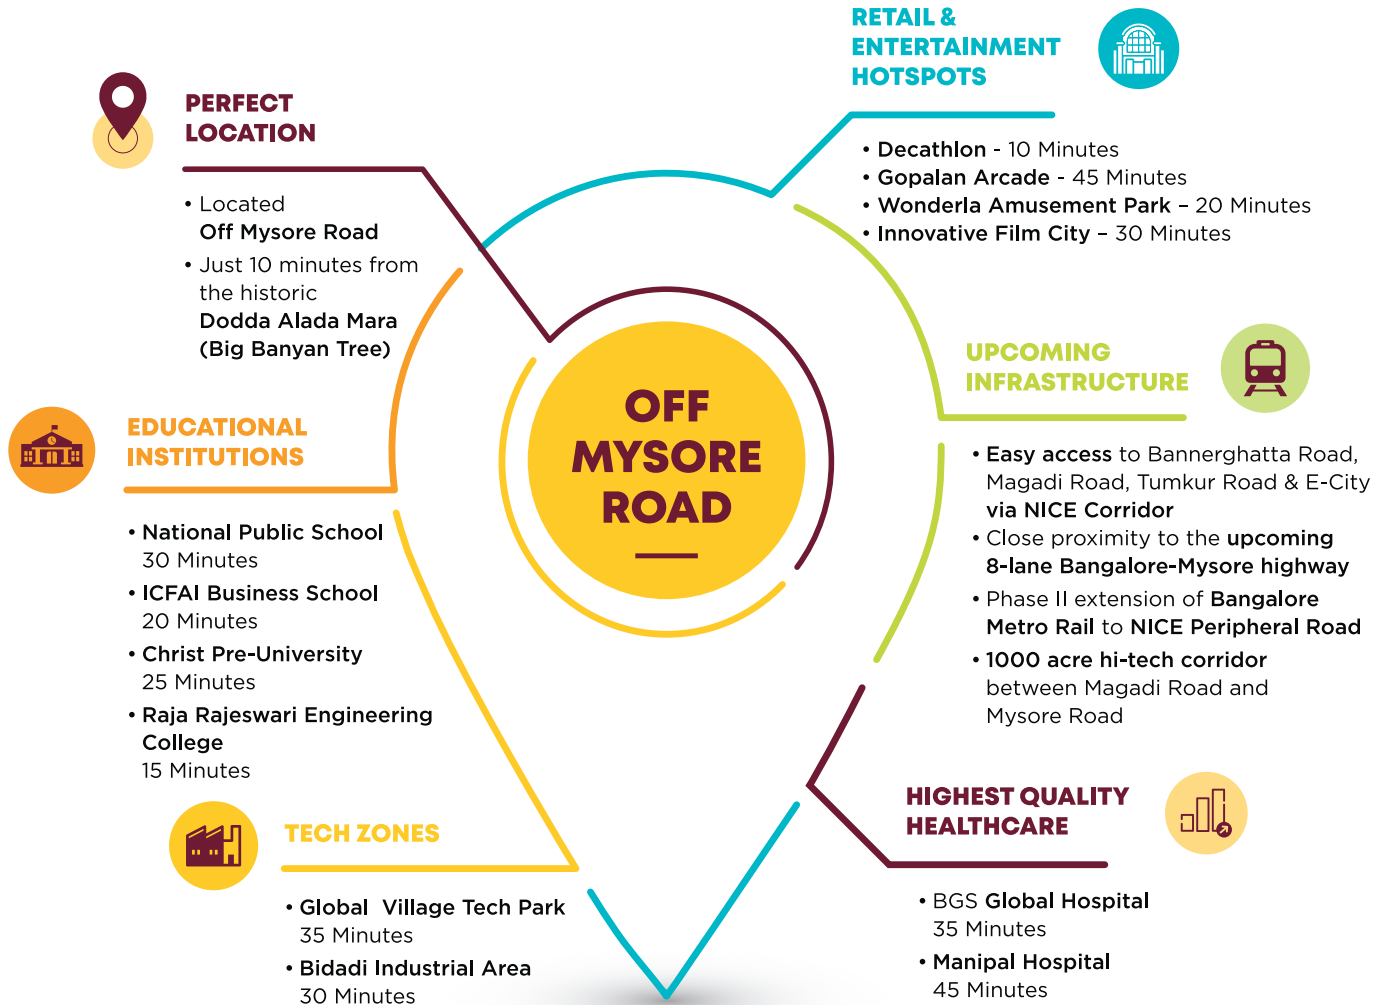 PERFECT
LOCATION
• Located
Off Mysore Road
• Just 10 minutes from
the historic
Dodda Alada Mara
(Big Banyan Tree)
EDUCATIONAL
INSTITUTIONS
• National Public School
30 Minutes
• ICFAI Business School
20 Minutes
• Christ Pre-University
25 Minutes
• Raja Rajeswari Engineering
College
15 Minutes
TECH ZONES
• Global Village Tech Park
35 Minutes
• Bidadi Industrial Area
30 Minutes
OFF
MYSORE
ROAD
RETAIL &
ENTERTAINMENT
HOTSPOTS
• Decathlon - 10 Minutes
• Gopalan Arcade - 45 Minutes
• Wonderla Amusement Park – 20 Minutes
• Innovative Film City – 30 Minutes
UPCOMING
INFRASTRUCTURE
• Easy access to Bannerghatta Road,
Magadi Road, Tumkur Road & E-City
via NICE Corridor
• Close proximity to the upcoming
8-lane Bangalore-Mysore highway
• Phase II extension of Bangalore
Metro Rail to NICE Peripheral Road
• 1000 acre hi-tech corridor
between Magadi Road and
Mysore Road
HIGHEST QUALITY
HEALTHCARE
• BGS Global Hospital
35 Minutes
• Manipal Hospital
45 Minutes